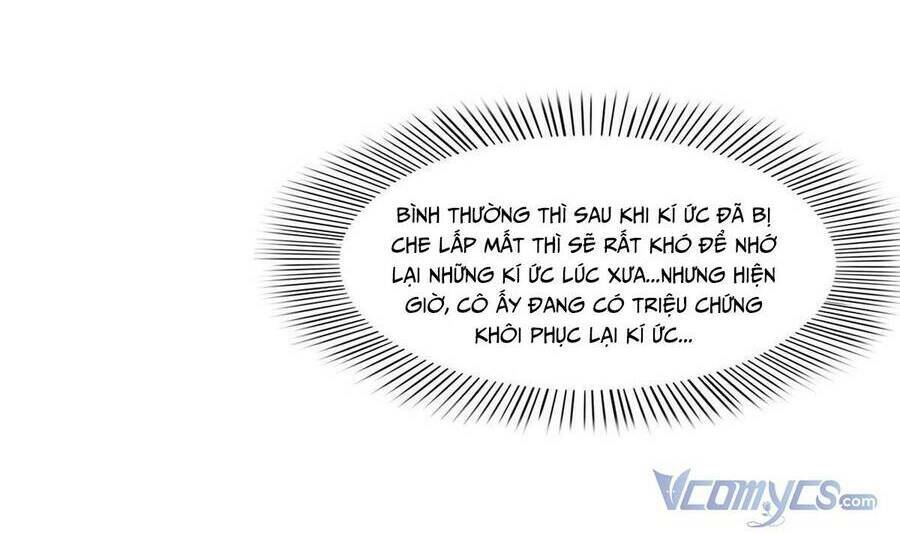 BÌNH THƯỜNG THÌ SAU KHI KÍ ỨC ĐÃ BỊ
CHE LẤP MẤT THÌ SẼ RẤT KHÓ ĐỂ NHỚ
LẠI NHỮNG KÍ ỨC LÚC XƯA...NHƯNG HIỆN
GIỜ, CÔ ẤY ĐANG CÓ TRIỆU CHỨNG
KHÔI PHỤC LẠI KÍ ỨC...
VCOMYCS.com